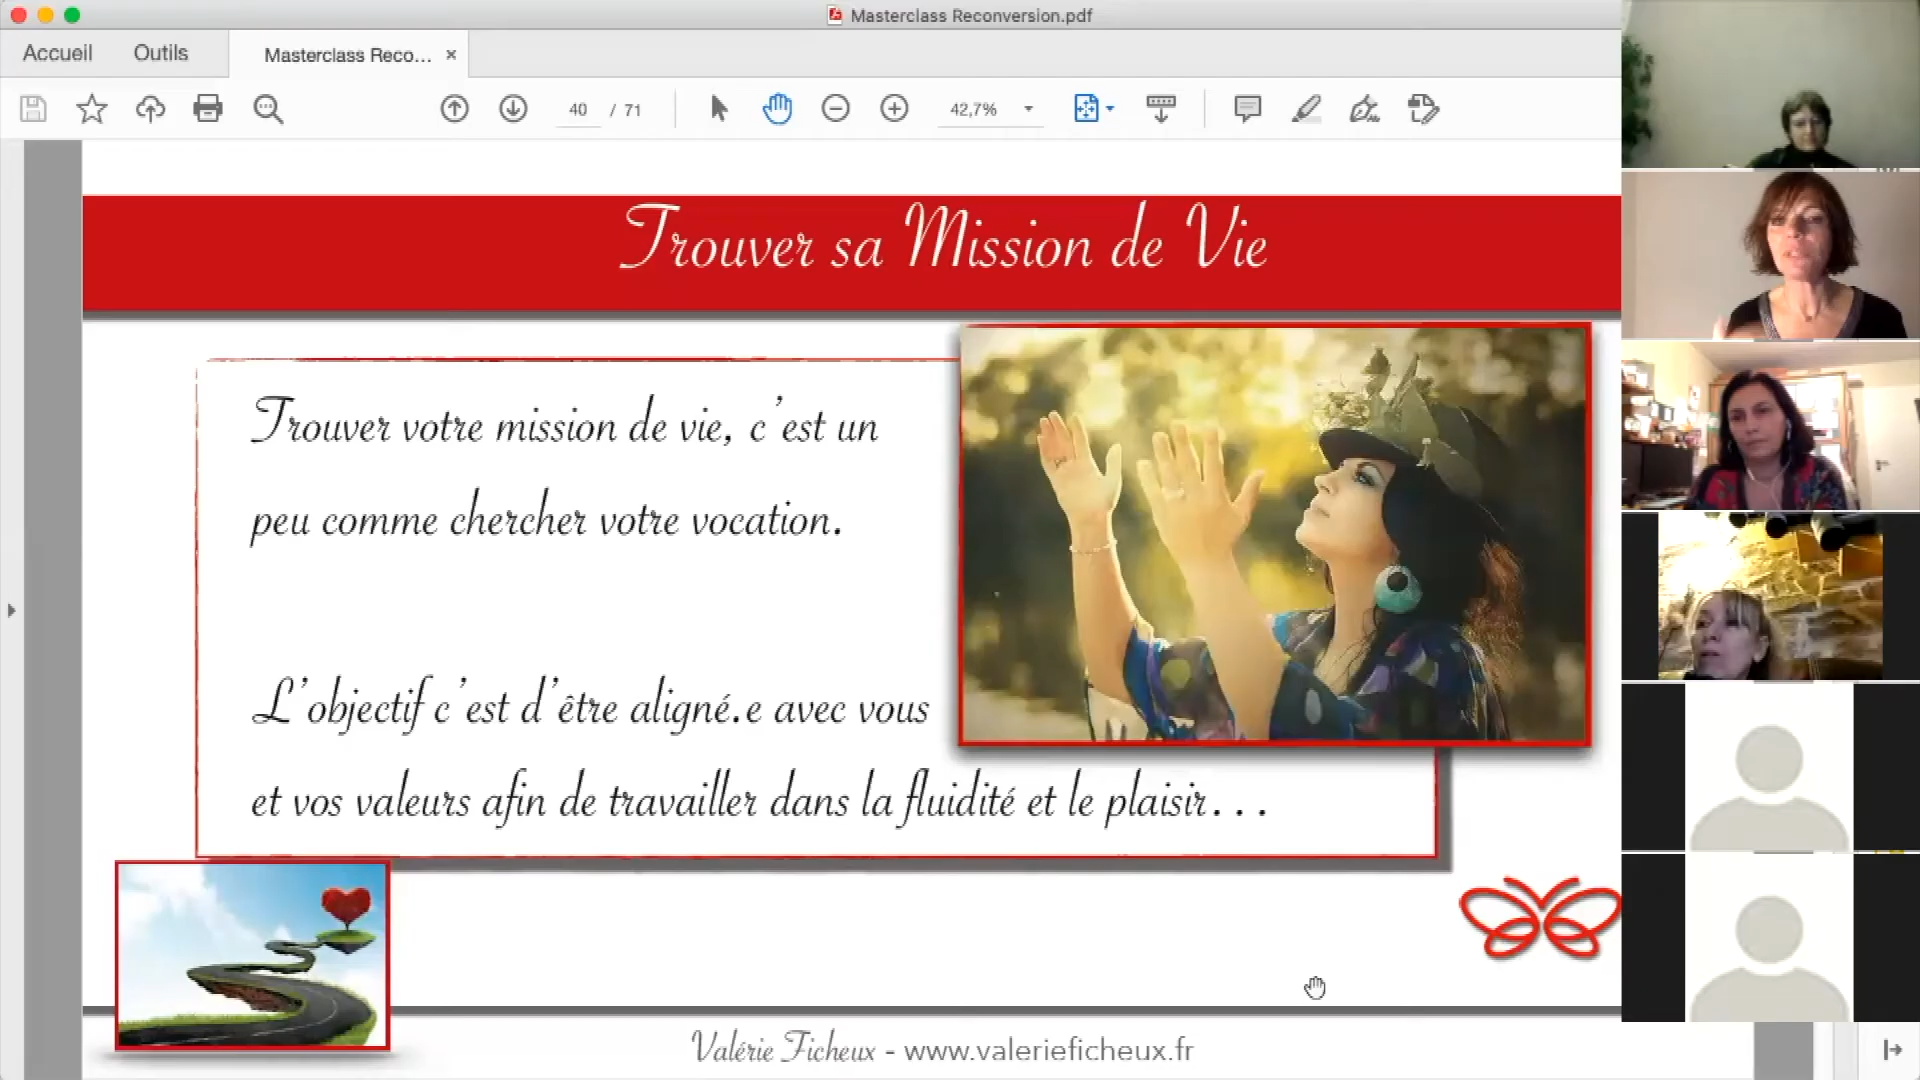 Masterclass Reconversion.pdf
Accueil Outils Masterclass Reco... ×
40 / 71 42,7%
Trouver sa Mission de Vie
Trouver votre mission de vie, c'est un
peu comme chercher votre vocation.
L'objectif c'est d'être aligné.e avec vous
et vos valeurs afin de travailler dans la fluidité et le plaisir...
Valérie Ficheux - www.valerieficheux.fr